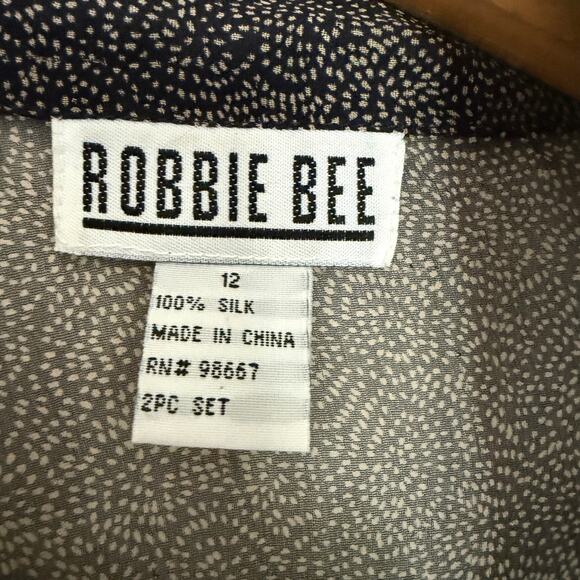 ROBBIE BEE
12
100% SILK
MADE IN CHINA
RN# 98667
2PC SET